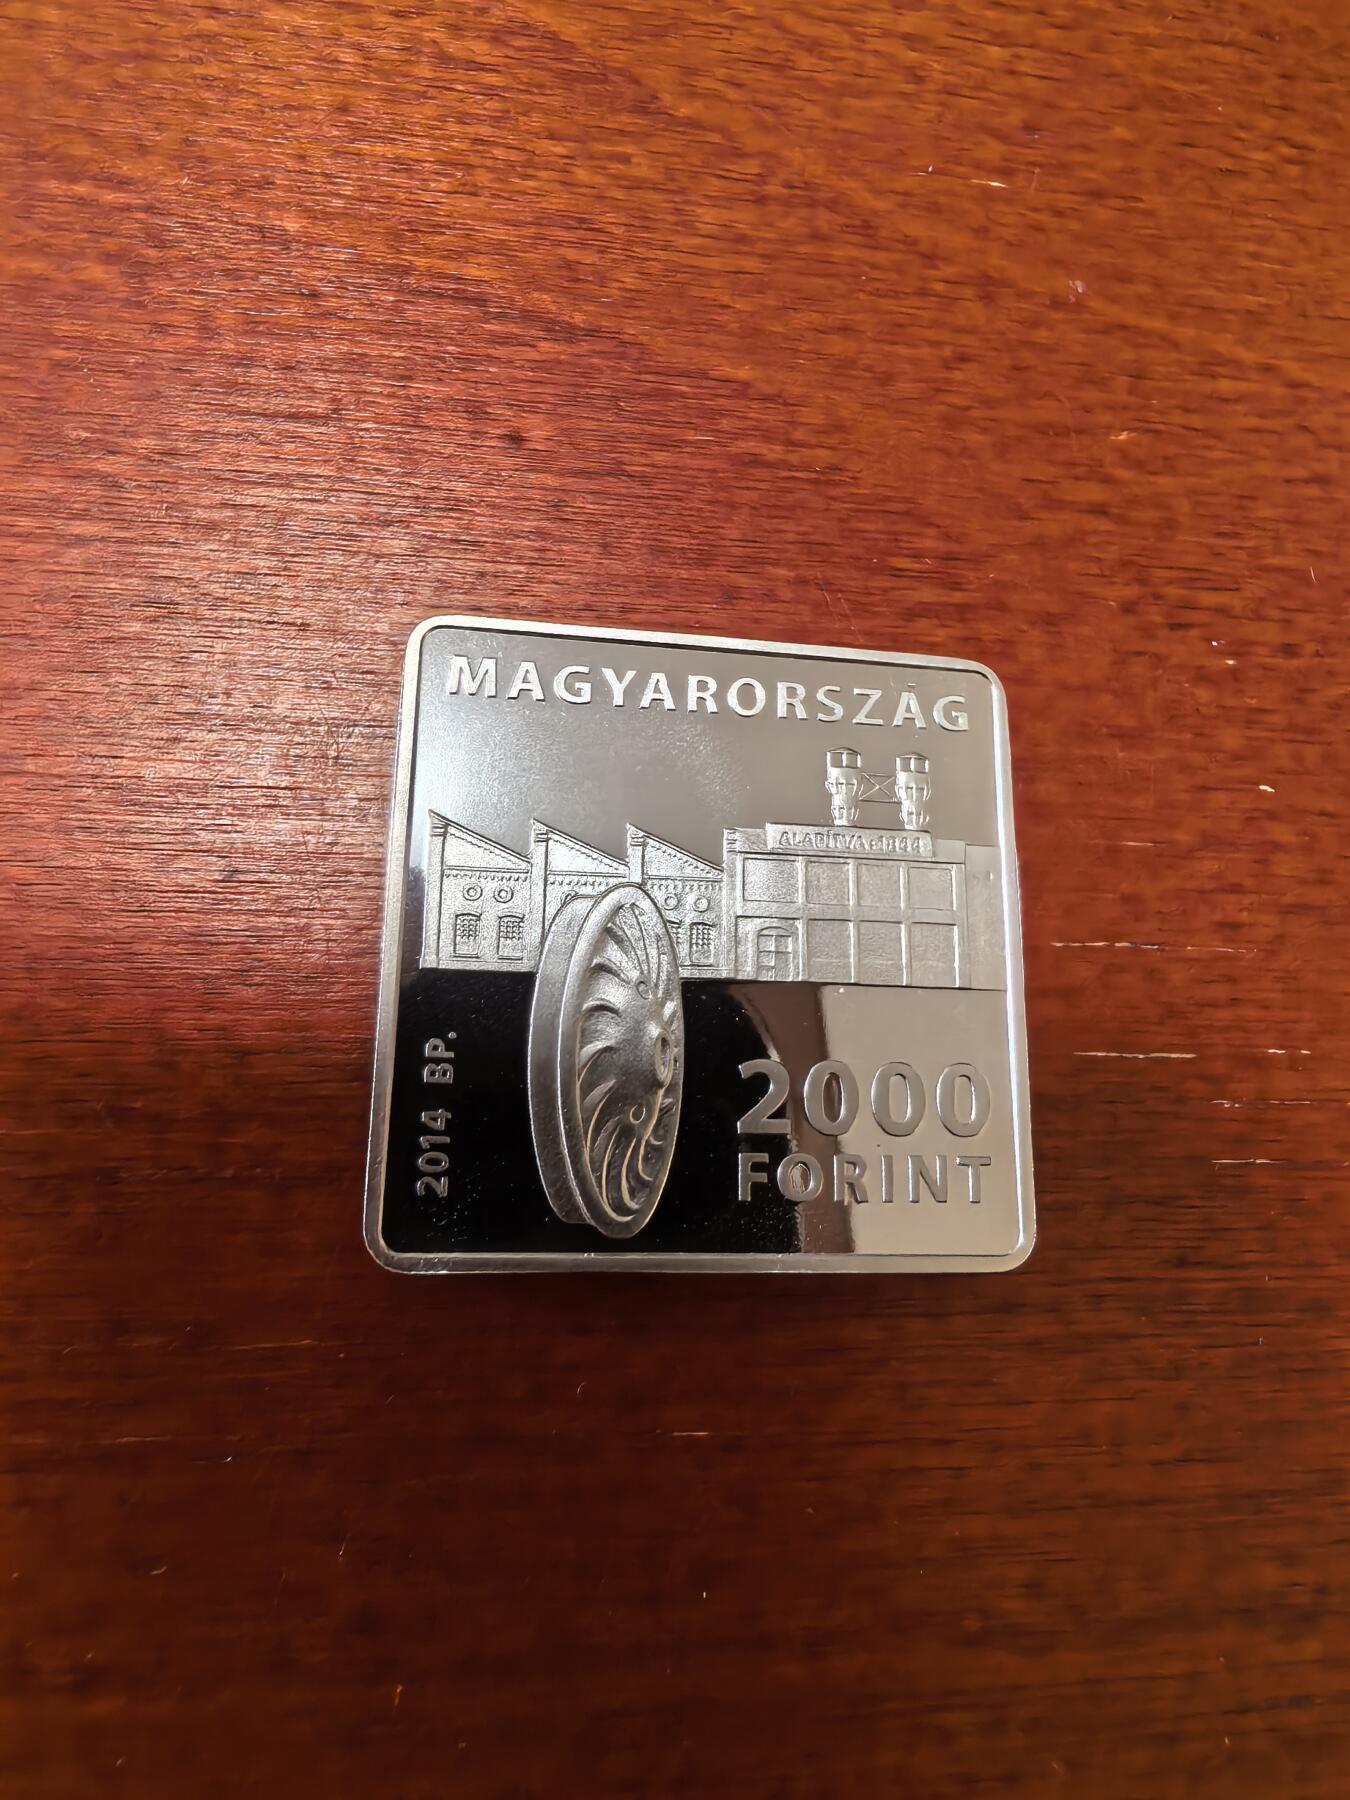 MAGYARORSZÁG
ALAPÍTVA: 1844
2014 BP.
2000
FORINT